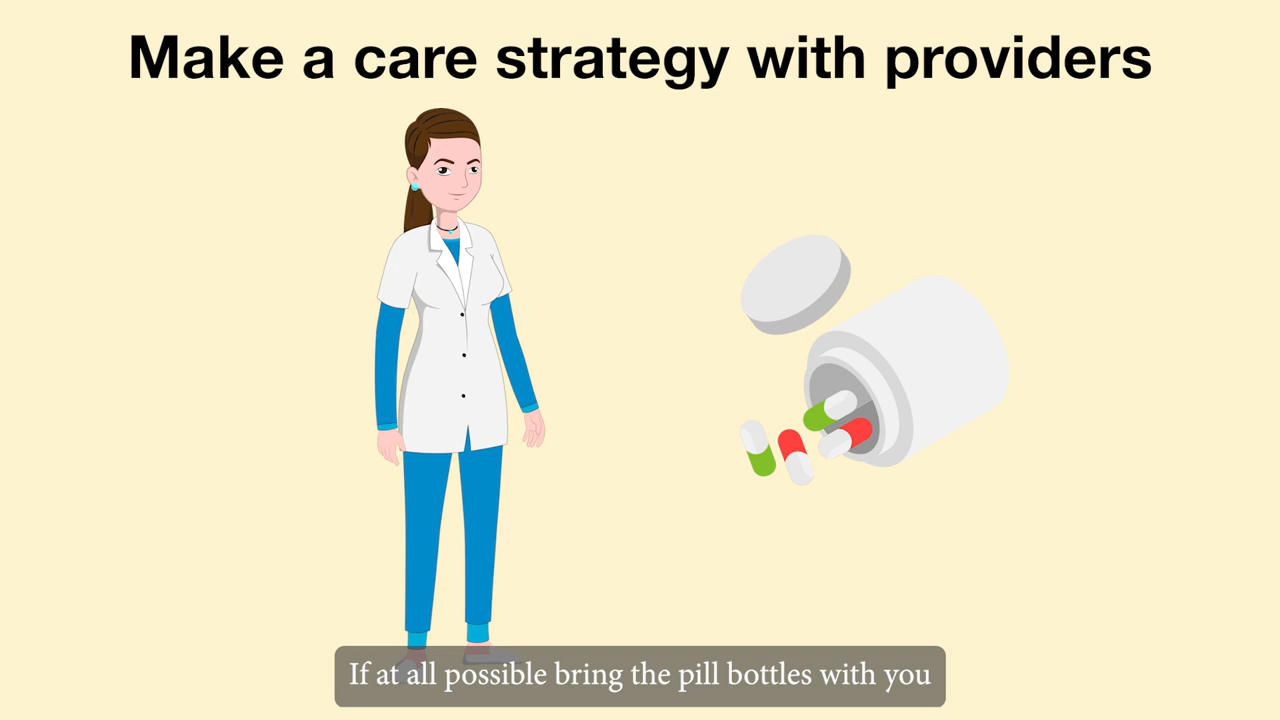 Make a care strategy with providers
If at all possible bring the pill bottles with you